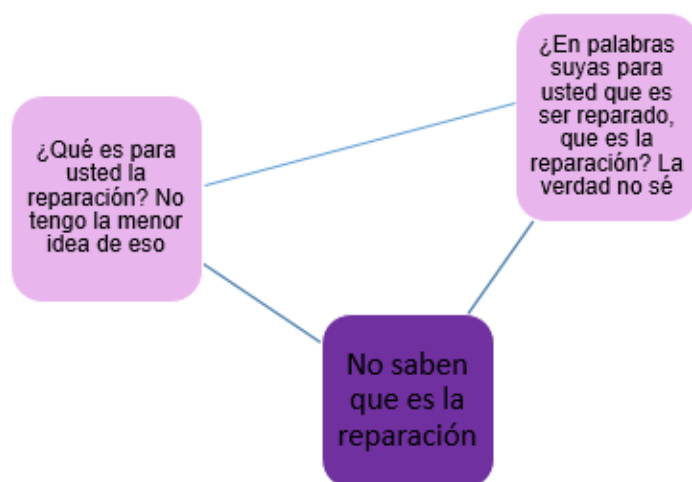 ¿Qué es para
usted la
reparación? No
tengo la menor
idea de eso
¿En palabras
suyas para
usted que es
ser reparado,
que es la
reparación? La
verdad no sé
No saben
que es la
reparación